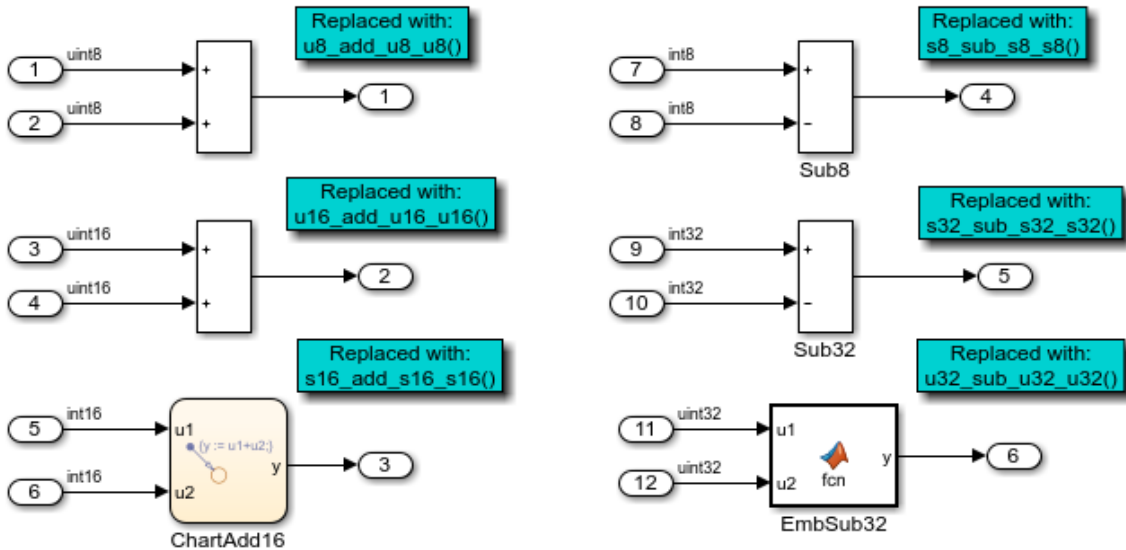 Replaced with:
u8_add_u8_u8()
uint8
1
+
uint8
2
+
1
Replaced with:
s8_sub_s8_s8()
int8
7
+
int8
8
−
4
Sub8
Replaced with:
u16_add_u16_u16()
uint16
3
+
uint16
4
+
2
Replaced with:
s32_sub_s32_s32()
int32
9
+
int32
10
−
5
Sub32
Replaced with:
s16_add_s16_s16()
int16
5
u1
{y := u1+u2;}
y
3
int16
6
u2
ChartAdd16
Replaced with:
u32_sub_u32_u32()
uint32
11
u1
y
6
uint32
12
u2
fcn
EmbSub32